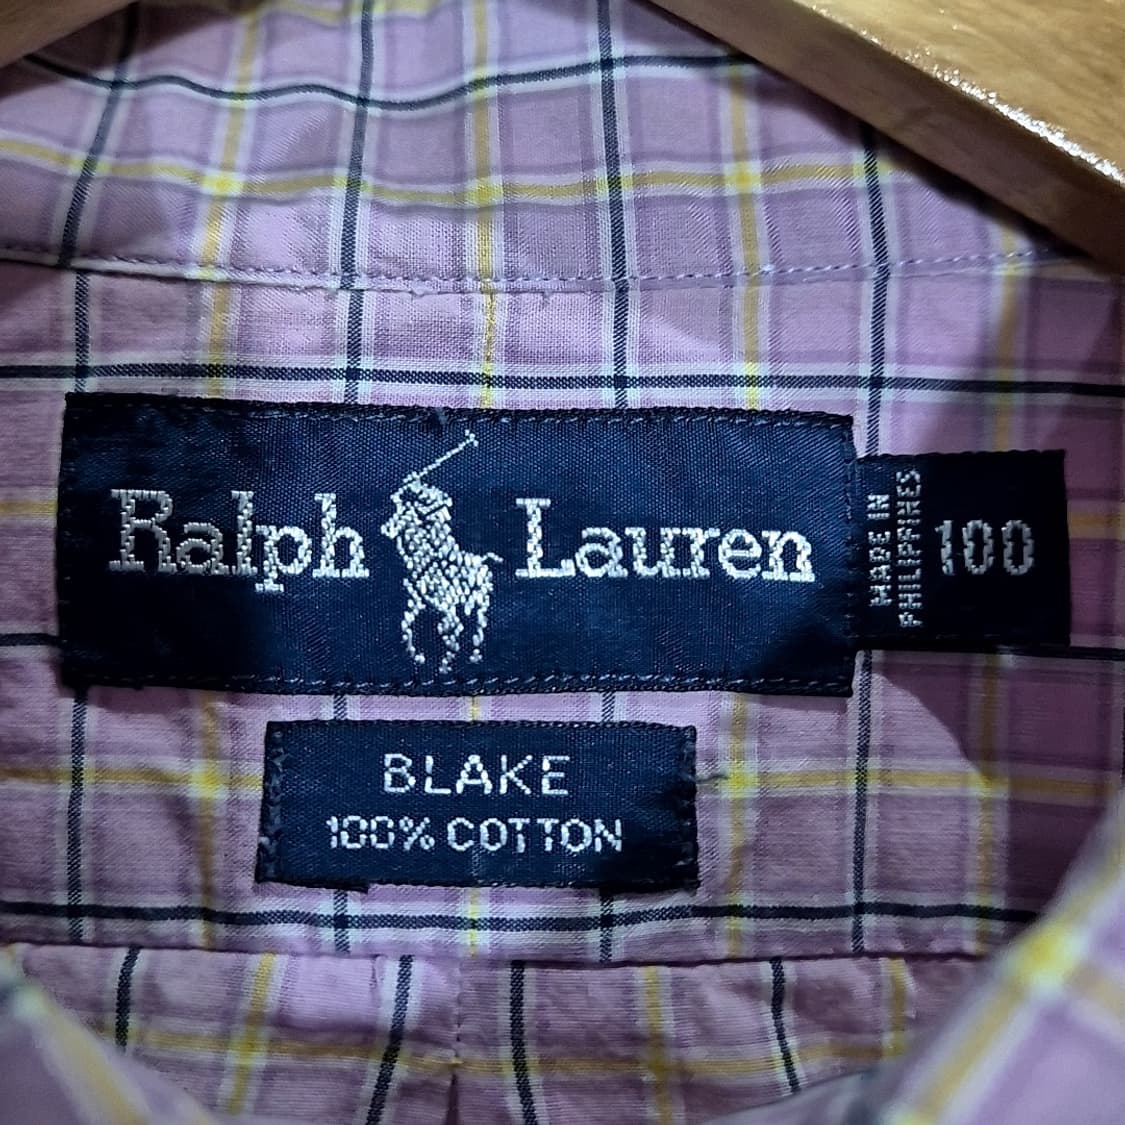 Ralph Lauren
MADE IN
PHILIPPINES
100
BLAKE
100% COTTON